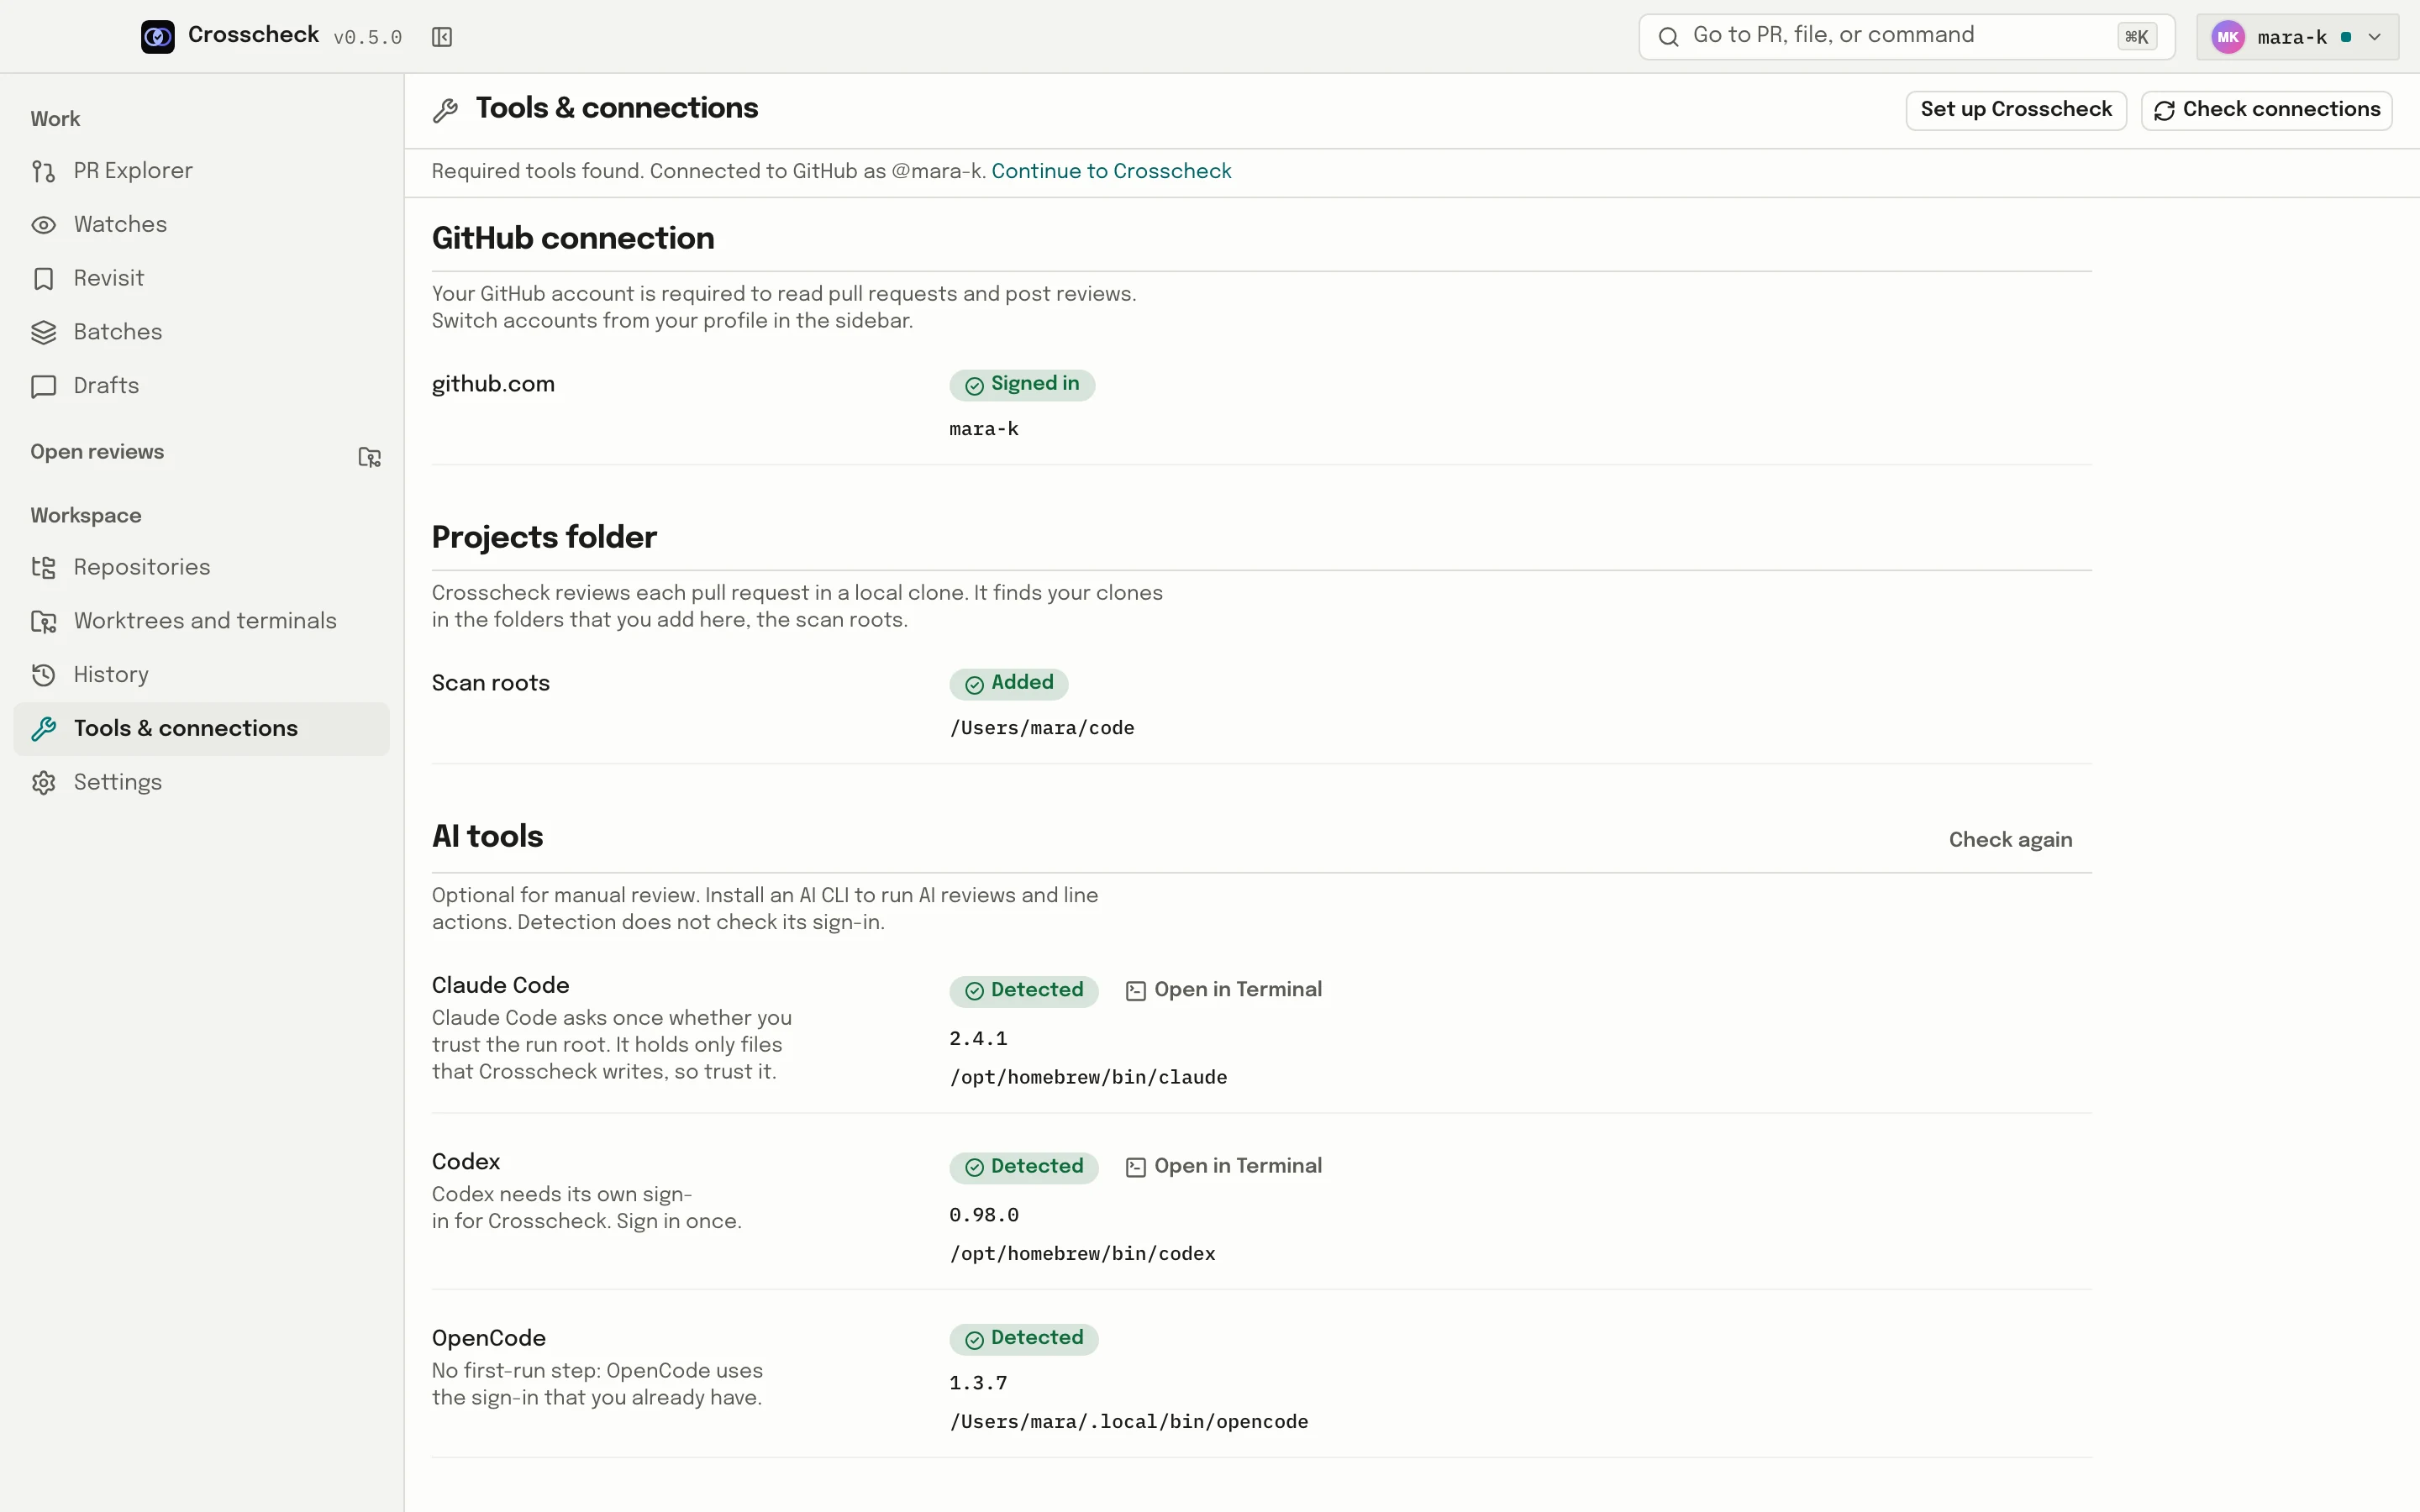 Crosscheck v0.5.0
Go to PR, file, or command ⌘K
MK mara-k
Work
PR Explorer
Watches
Revisit
Batches
Drafts
Open reviews
Workspace
Repositories
Worktrees and terminals
History
Tools & connections
Settings
Tools & connections
Set up Crosscheck
Check connections
Required tools found. Connected to GitHub as @mara-k. Continue to Crosscheck
GitHub connection
Your GitHub account is required to read pull requests and post reviews.
Switch accounts from your profile in the sidebar.
github.com
Signed in
mara-k
Projects folder
Crosscheck reviews each pull request in a local clone. It finds your clones
in the folders that you add here, the scan roots.
Scan roots
Added
/Users/mara/code
AI tools
Check again
Optional for manual review. Install an AI CLI to run AI reviews and line
actions. Detection does not check its sign-in.
Claude Code
Claude Code asks once whether you
trust the run root. It holds only files
that Crosscheck writes, so trust it.
Detected
Open in Terminal
2.4.1
/opt/homebrew/bin/claude
Codex
Codex needs its own sign-
in for Crosscheck. Sign in once.
Detected
Open in Terminal
0.98.0
/opt/homebrew/bin/codex
OpenCode
No first-run step: OpenCode uses
the sign-in that you already have.
Detected
1.3.7
/Users/mara/.local/bin/opencode